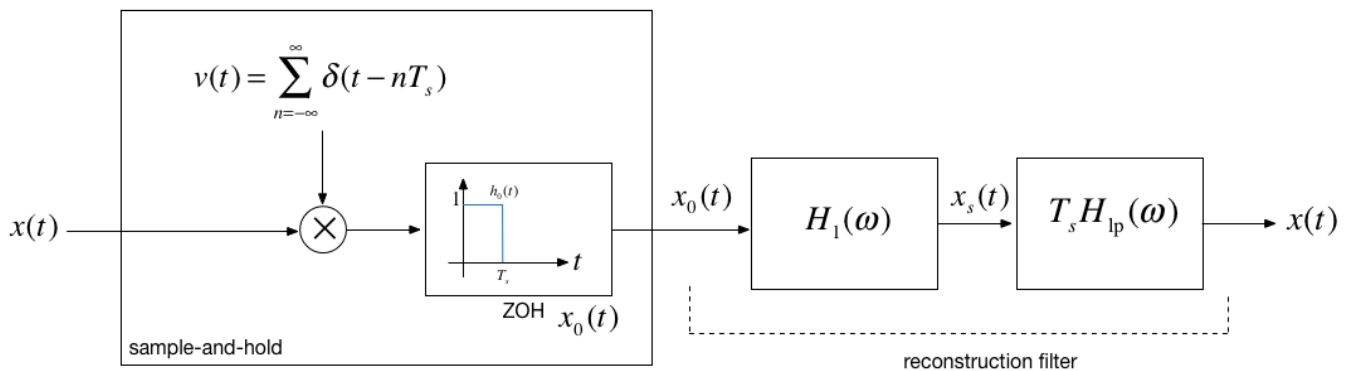 v(t) = ∑_{n=−∞}^{∞} δ(t − nT_s)
x(t)
1
h_0(t)
t
T_s
ZOH x_0(t)
sample-and-hold
x_0(t)
H_1(ω)
x_s(t)
T_s H_lp(ω)
x(t)
reconstruction filter